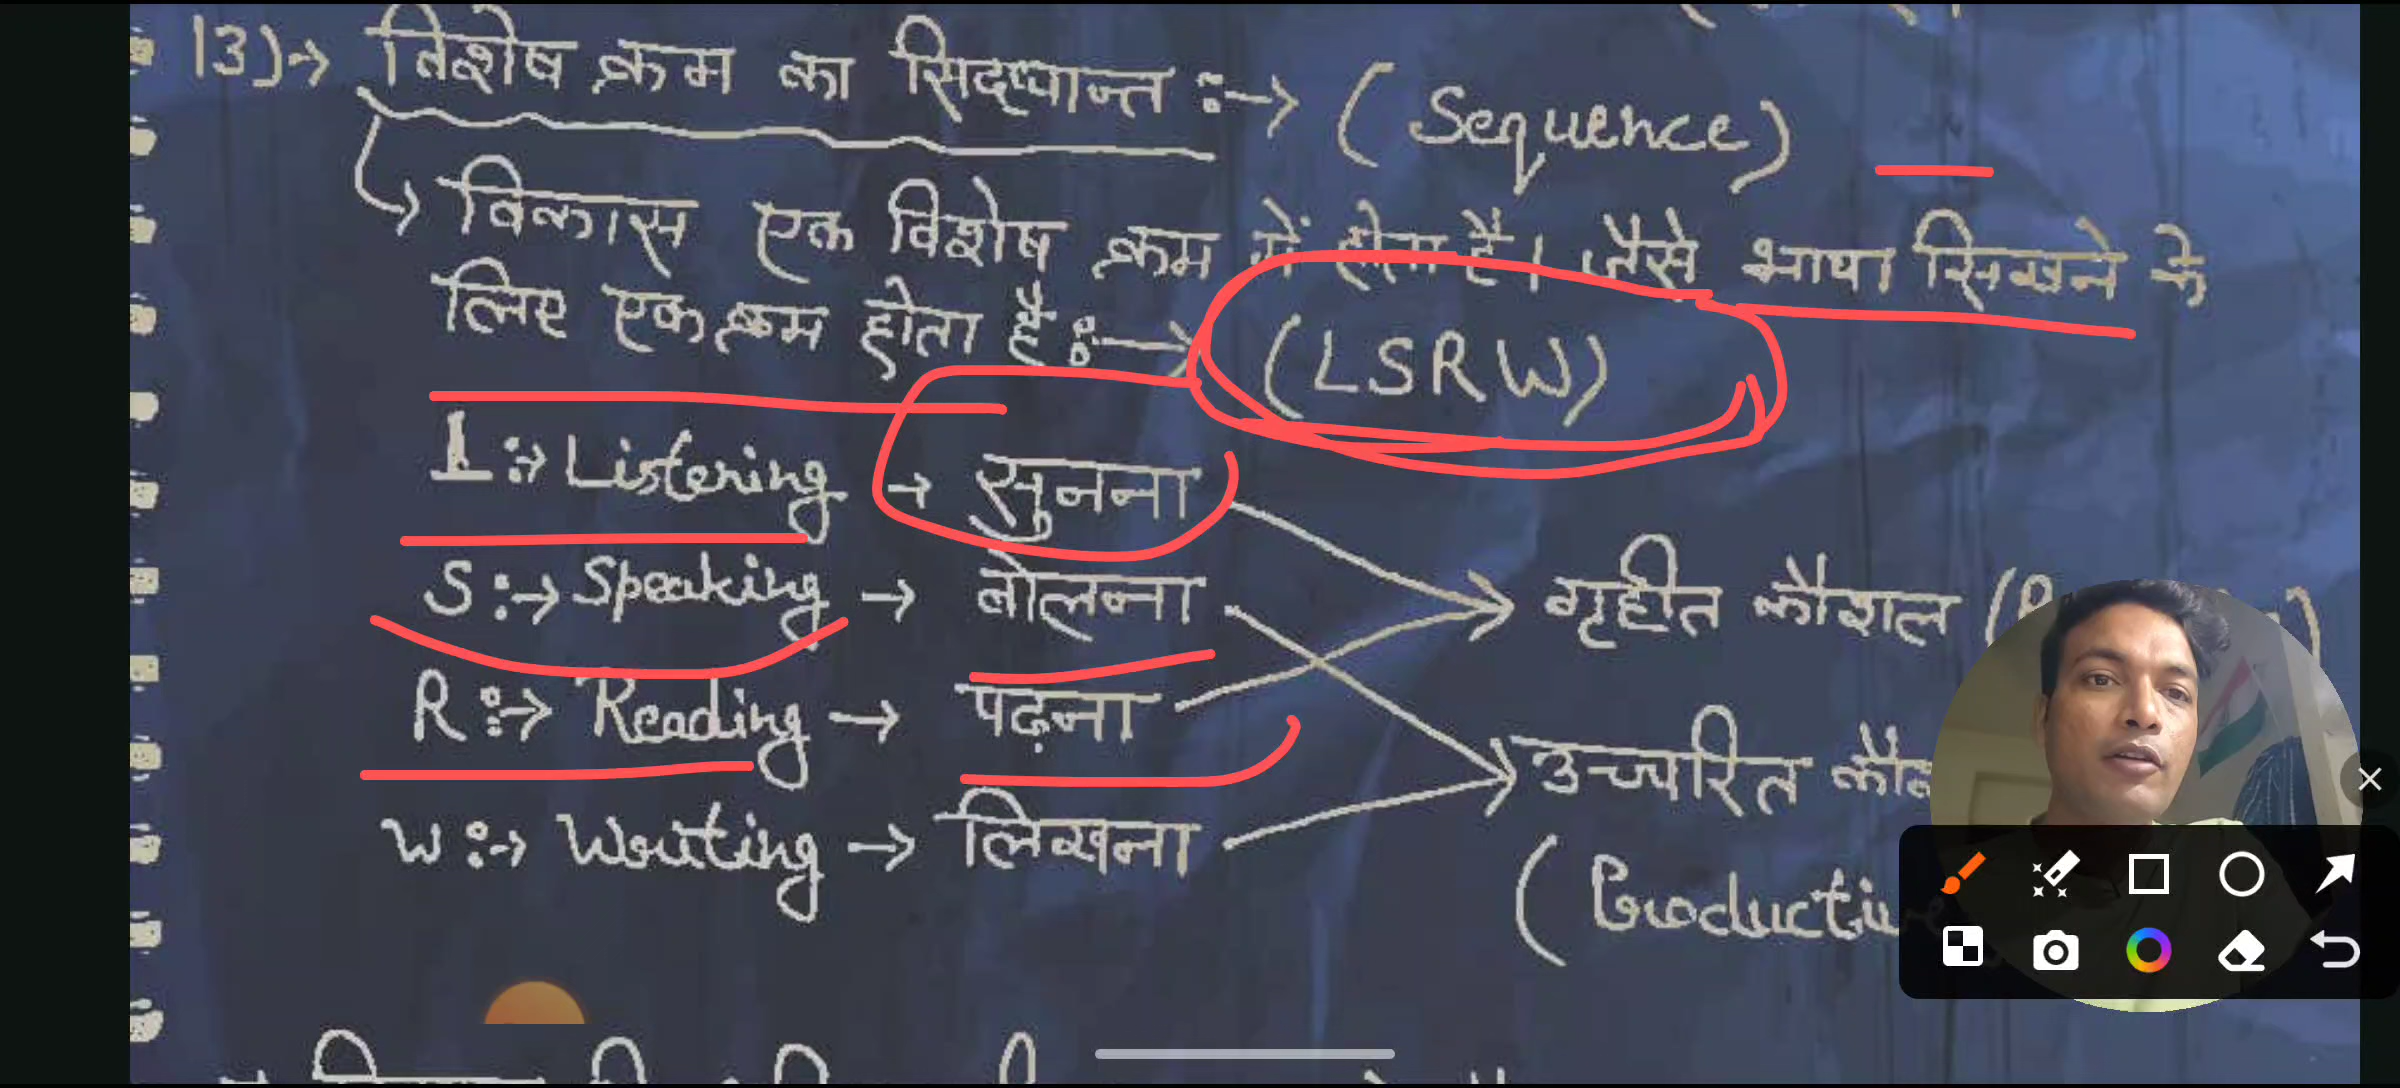 13)→ विशेष क्रम का सिद्धान्त :→ (Sequence)
↳ विकास एक विशेष क्रम में होता है। जैसे भाषा सिखने के
लिए एक क्रम होता है :→ (LSRW)
L :→ Listening → सुनना
S :→ Speaking → बोलना
गृहीत कौशल
R :→ Reading → पढ़ना
उच्चरित
W :→ Writing → लिखना